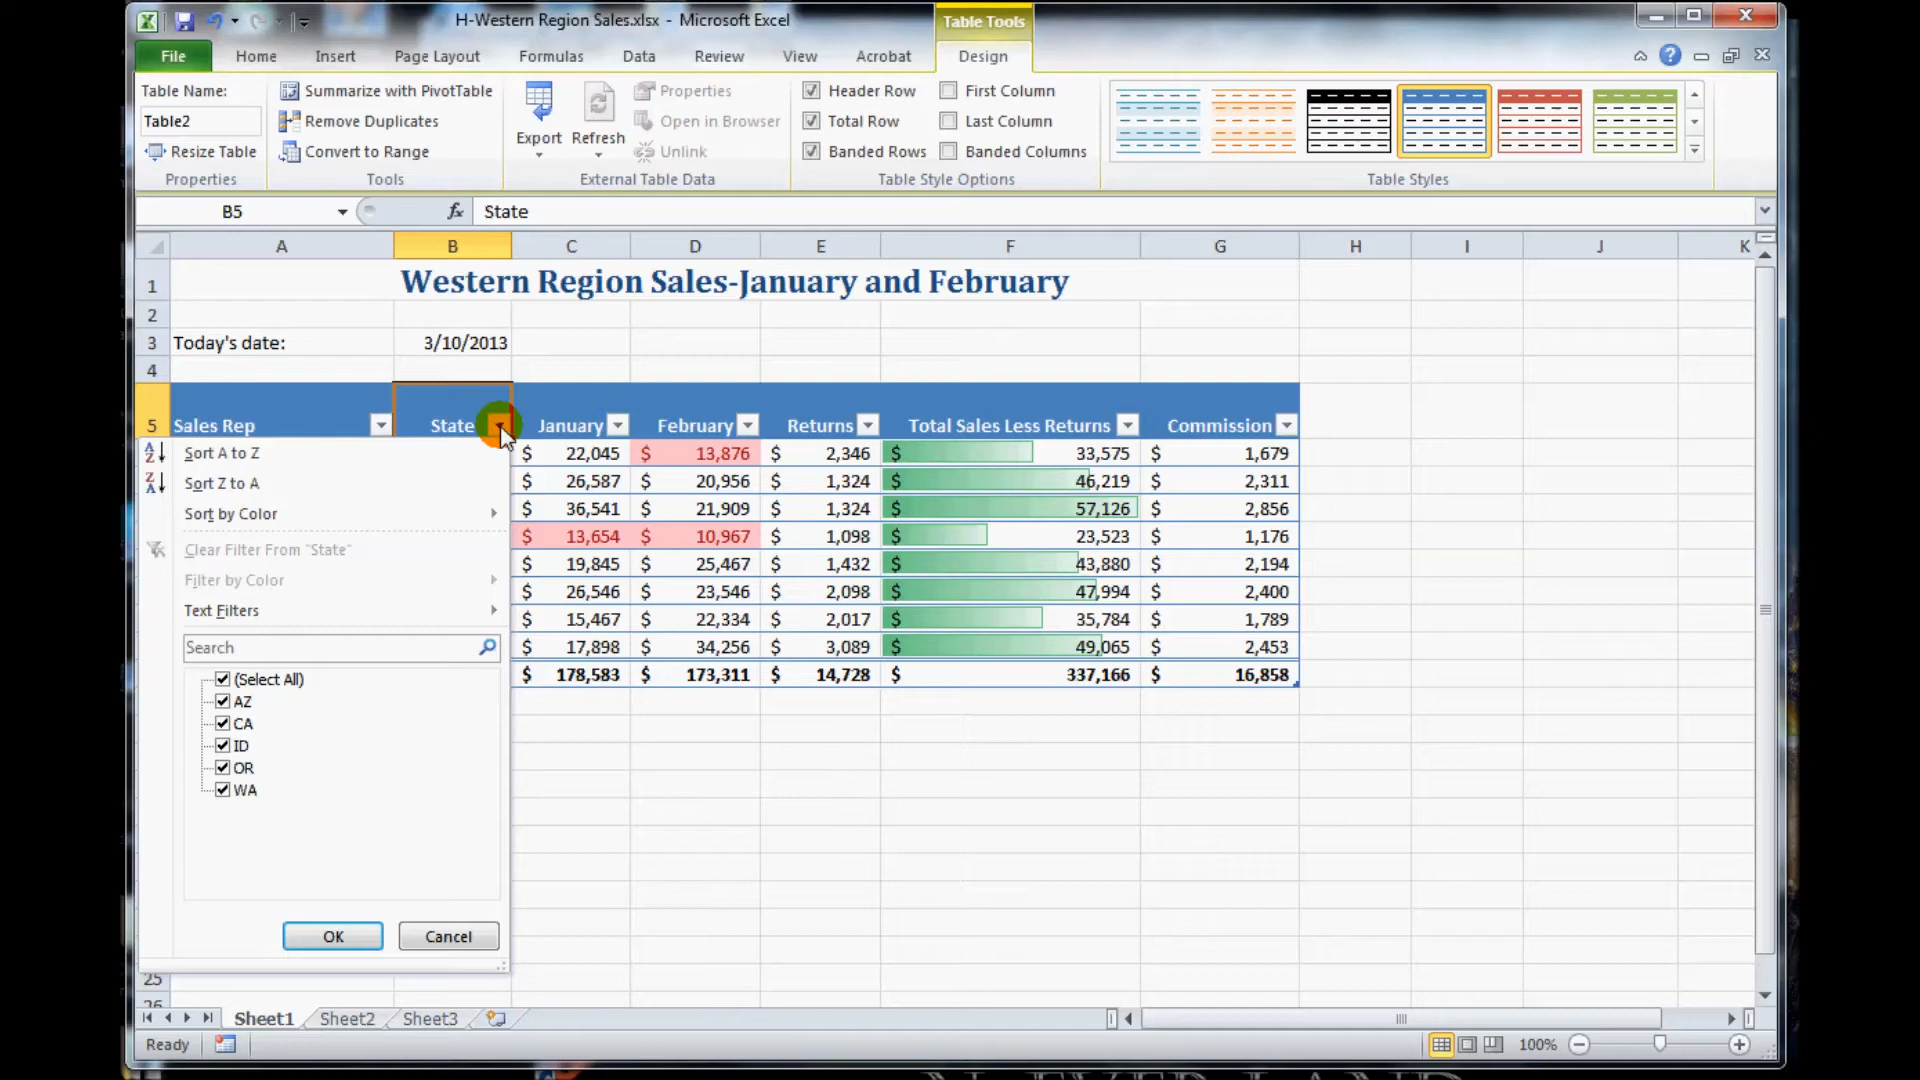 H-Western Region Sales.xlsx - Microsoft Excel
Table Tools
File Home Insert Page Layout Formulas Data Review View Acrobat Design
Table Name: Summarize with PivotTable Properties Header Row First Column
Table2 Remove Duplicates Export Refresh Open in Browser Total Row Last Column
Resize Table Convert to Range Unlink Banded Rows Banded Columns
Properties Tools External Table Data Table Style Options Table Styles
B5 fx State
A B C D E F G H I J K
1 Western Region Sales-January and February
2
3 Today's date: 3/10/2013
4
5 Sales Rep State January February Returns Total Sales Less Returns Commission
Sort A to Z $ 22,045 $ 13,876 $ 2,346 $ 33,575 $ 1,679
Sort Z to A $ 26,587 $ 20,956 $ 1,324 $ 46,219 $ 2,311
Sort by Color $ 36,541 $ 21,909 $ 1,324 $ 57,126 $ 2,856
Clear Filter From "State" $ 13,654 $ 10,967 $ 1,098 $ 23,523 $ 1,176
Filter by Color $ 19,845 $ 25,467 $ 1,432 $ 43,880 $ 2,194
$ 26,546 $ 23,546 $ 2,098 $ 47,994 $ 2,400
Text Filters $ 15,467 $ 22,334 $ 2,017 $ 35,784 $ 1,789
Search $ 17,898 $ 34,256 $ 3,089 $ 49,065 $ 2,453
(Select All) $ 178,583 $ 173,311 $ 14,728 $ 337,166 $ 16,858
AZ
CA
ID
OR
WA
OK Cancel
25
26
Sheet1 Sheet2 Sheet3
Ready 100%